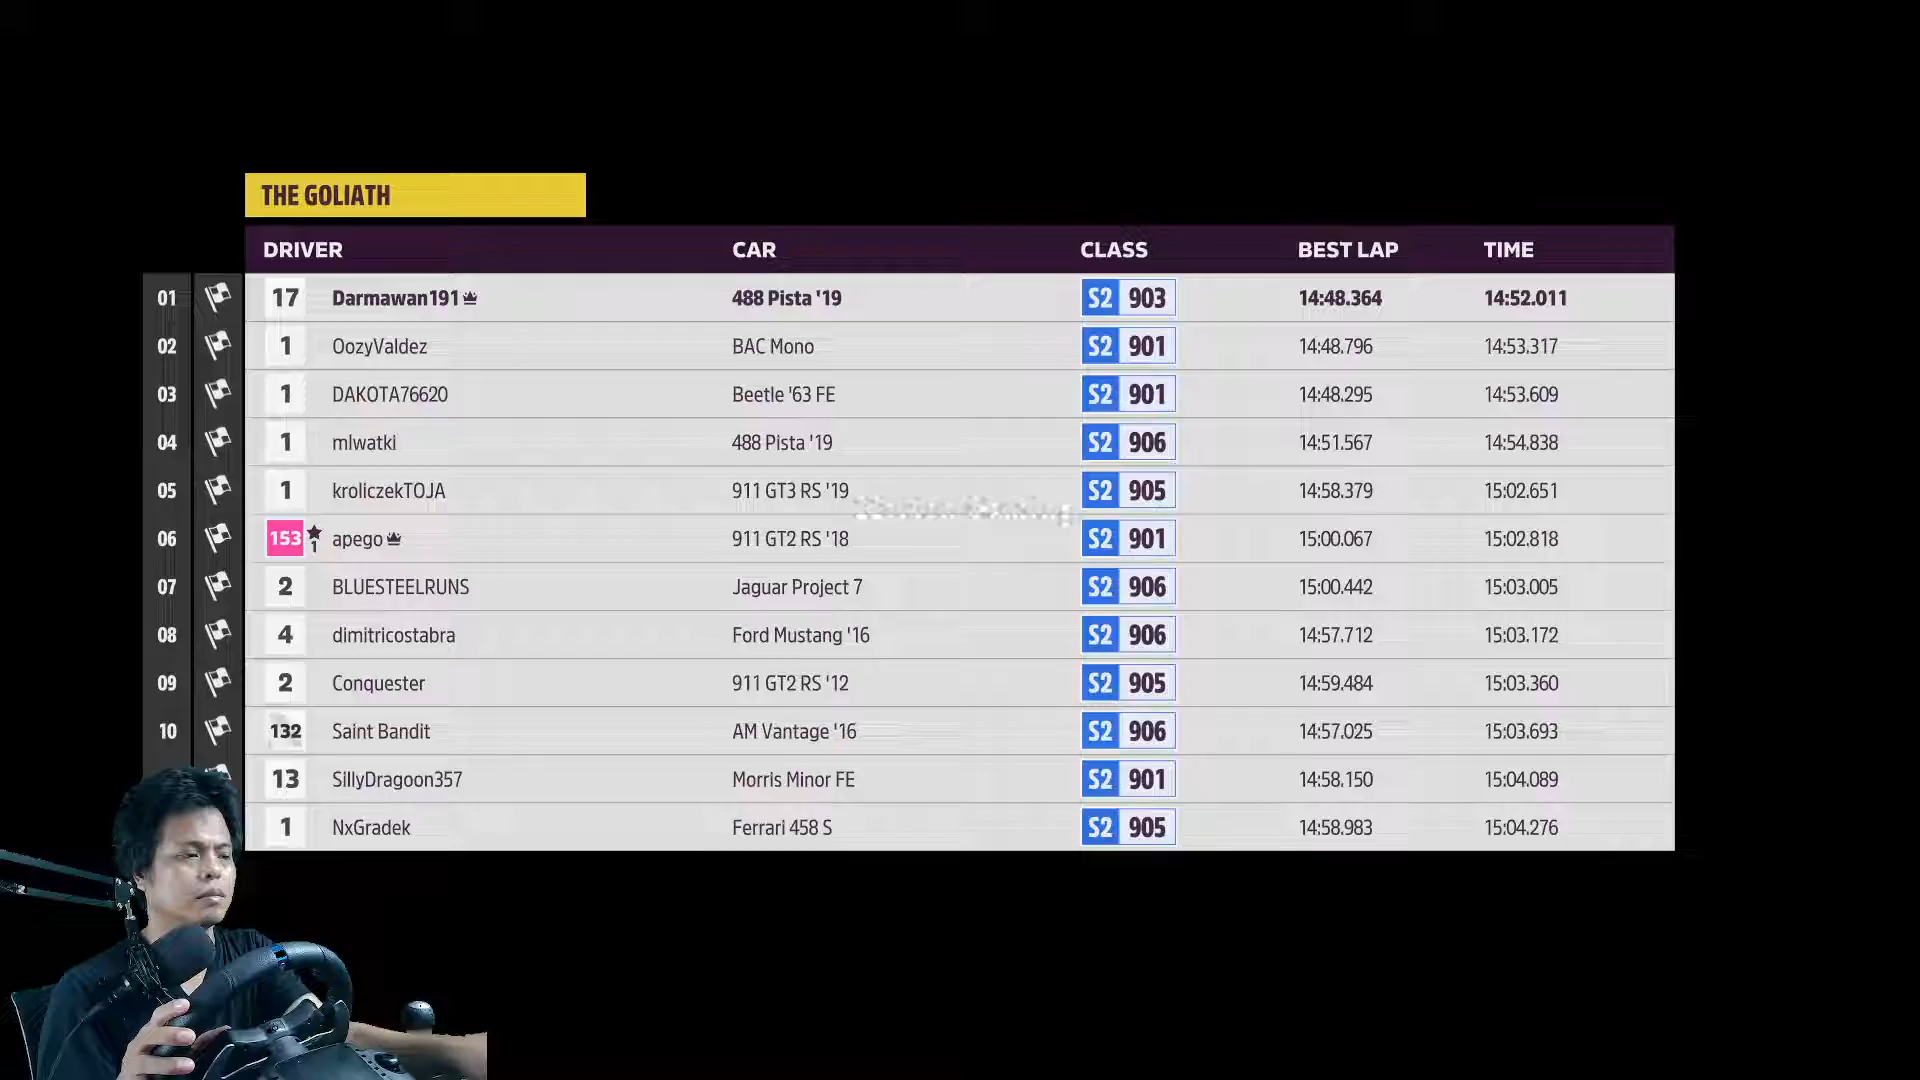 THE GOLIATH
DRIVER CAR CLASS BEST LAP TIME
01 17 Darmawan191 488 Pista '19 S2 903 14:48.364 14:52.011
02 1 OozyValdez BAC Mono S2 901 14:48.796 14:53.317
03 1 DAKOTA76620 Beetle '63 FE S2 901 14:48.295 14:53.609
04 1 mlwatki 488 Pista '19 S2 906 14:51.567 14:54.838
05 1 kroliczekTOJA 911 GT3 RS '19 S2 905 14:58.379 15:02.651
06 153 1 apego 911 GT2 RS '18 S2 901 15:00.067 15:02.818
07 2 BLUESTEELRUNS Jaguar Project 7 S2 906 15:00.442 15:03.005
08 4 dimitricostabra Ford Mustang '16 S2 906 14:57.712 15:03.172
09 2 Conquester 911 GT2 RS '12 S2 905 14:59.484 15:03.360
10 132 Saint Bandit AM Vantage '16 S2 906 14:57.025 15:03.693
13 SillyDragoon357 Morris Minor FE S2 901 14:58.150 15:04.089
1 NxGradek Ferrari 458 S S2 905 14:58.983 15:04.276